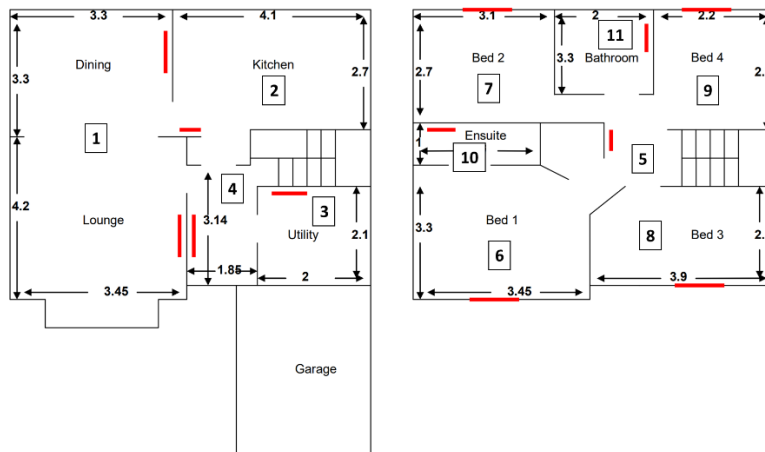 3.3
4.1
Dining
Kitchen
3.3
2.7
2
1
4
4.2
3.14
3
Lounge
Utility
2.1
1.85
2
3.45
Garage
3.1
2
2.2
11
Bed 2
3.3
Bathroom
Bed 4
2.7
2.
7
9
1
Ensuite
10
5
Bed 1
3.3
6
8
Bed 3
2.
3.9
3.45